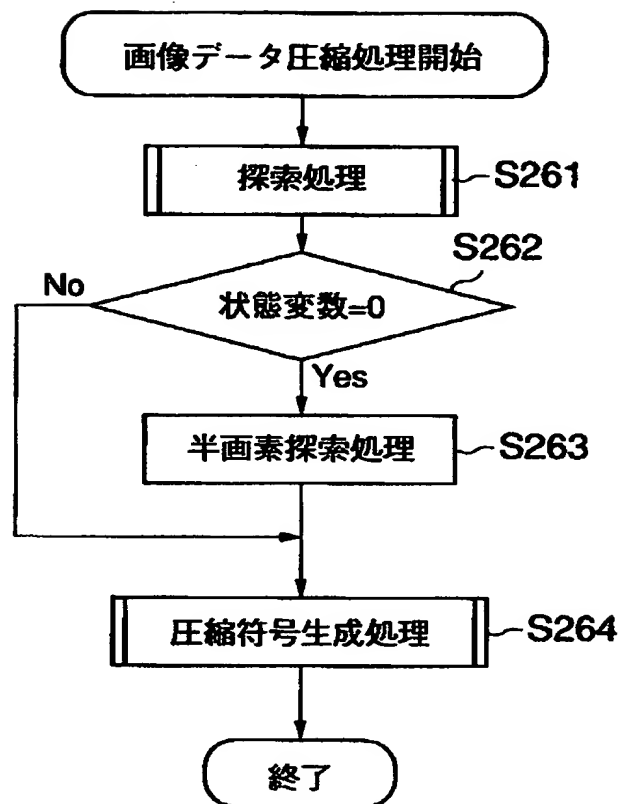 画像データ圧縮処理開始
探索処理
S261
S262
No
状態変数=0
Yes
半画素探索処理
S263
圧縮符号生成処理
S264
終了